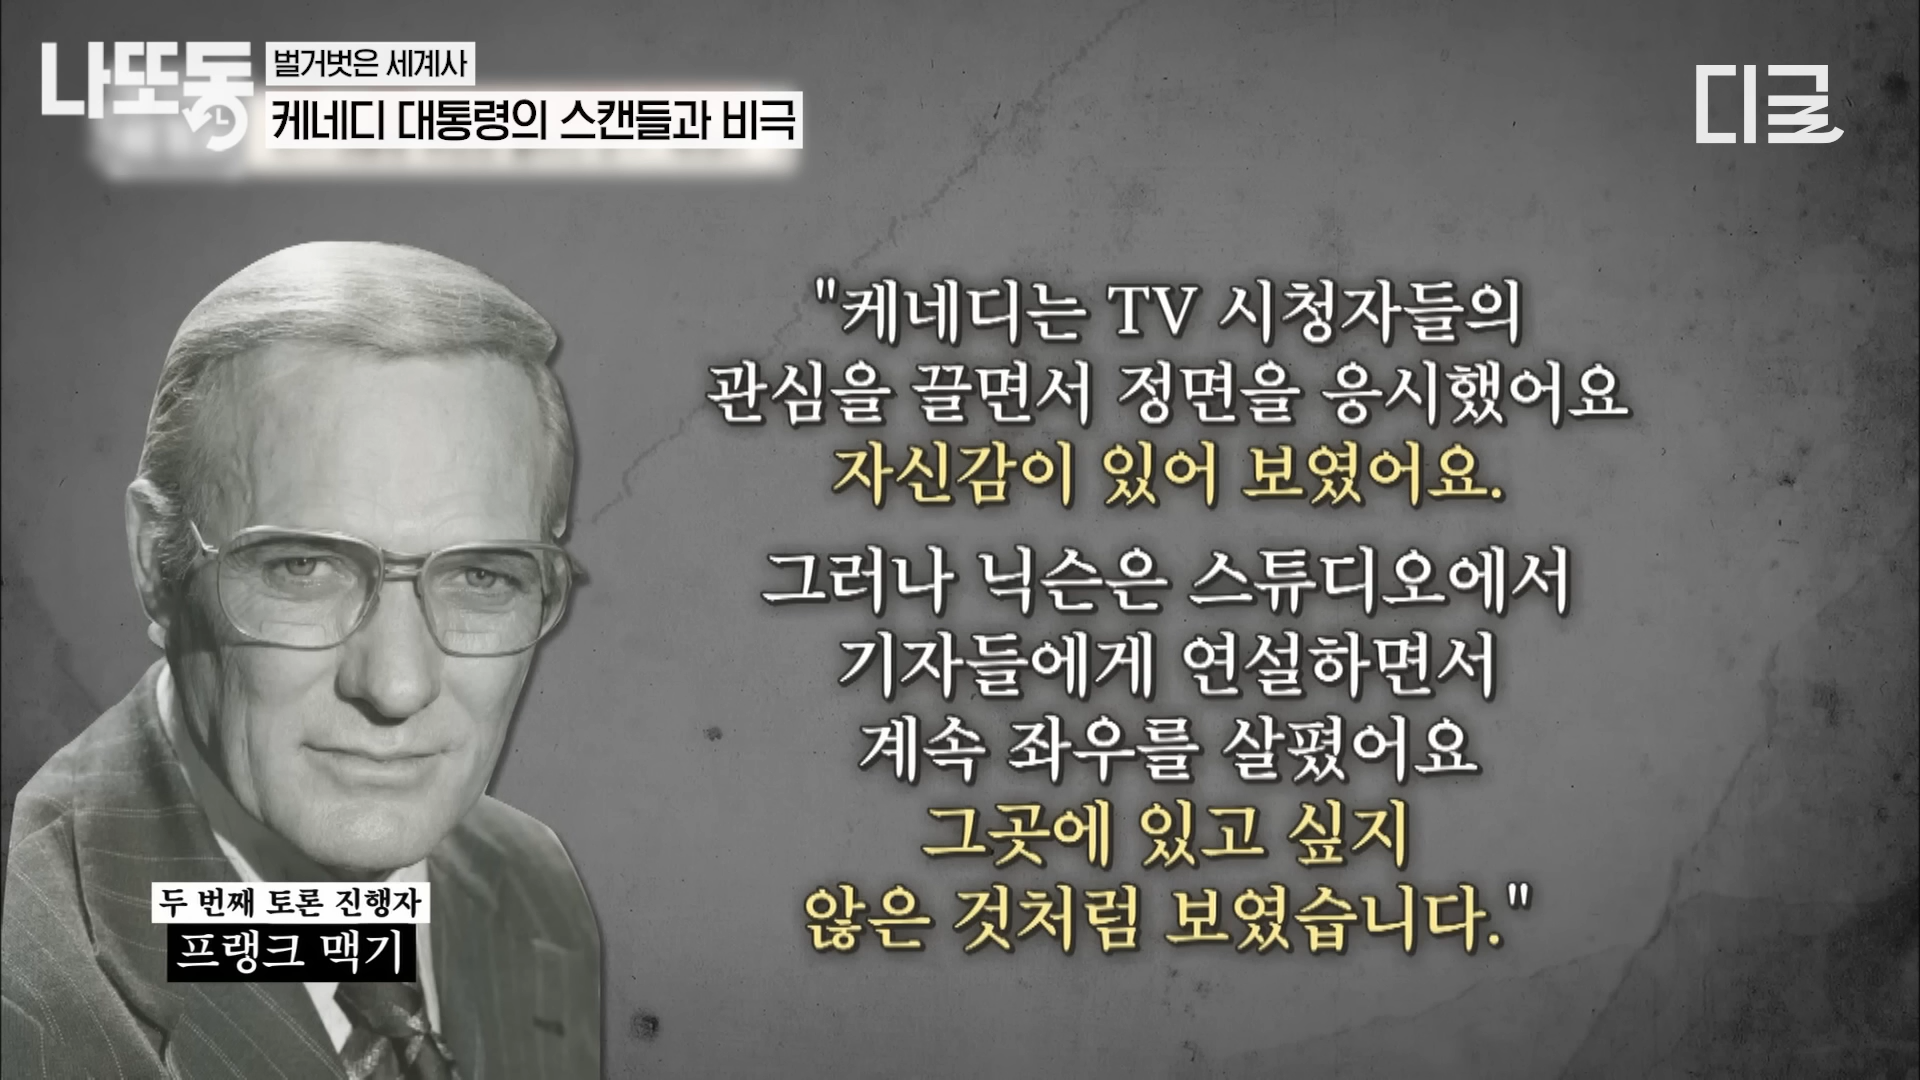 나또동
벌거벗은 세계사
케네디 대통령의 스캔들과 비극
디글
"케네디는 TV 시청자들의
관심을 끌면서 정면을 응시했어요
자신감이 있어 보였어요.
그러나 닉슨은 스튜디오에서
기자들에게 연설하면서
계속 좌우를 살폈어요
그곳에 있고 싶지
않은 것처럼 보였습니다."
두 번째 토론 진행자
프랭크 맥기